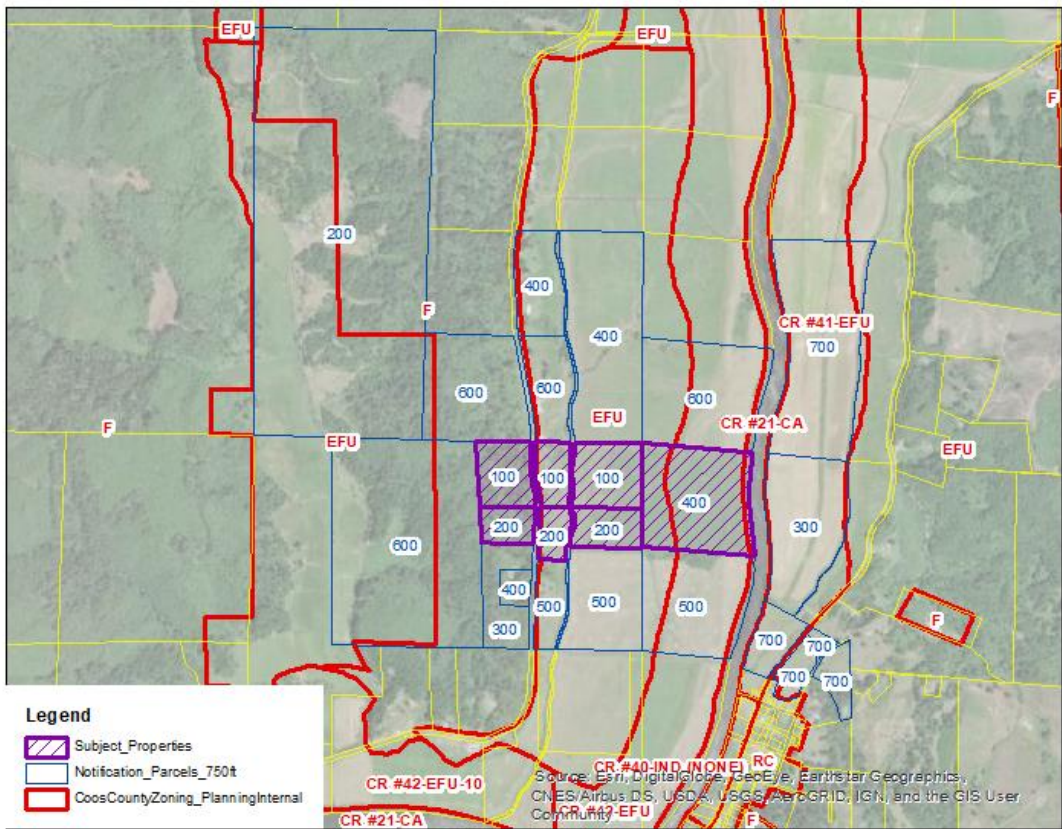 EFU
EFU
F
200
400
CR #41-EFU
F
400
700
600
600
600
EFU
CR #21-CA
F
EFU
EFU
100
100
100
400
200
200
200
300
600
400
500
500
500
300
F
700
700
700
700
Legend
Subject_Properties
Notification_Parcels_750ft
CoosCountyZoning_PlanningInternal
CR #40-IND (NONE)
RC
CR #42-EFU-10
Source: Esri, DigitalGlobe, GeoEye, Earthstar Geographics,
CNES/Airbus DS, USDA, USGS, AeroGRID, IGN, and the GIS User
Community
CR #42-EFU
CR #21-CA
F